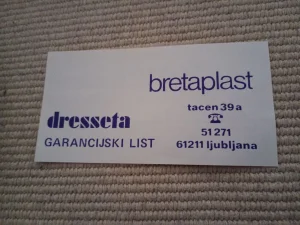 bretaplast
dresseta
GARANCIJSKI LIST
tacen 39 a
☎
51 271
61211 ljubljana